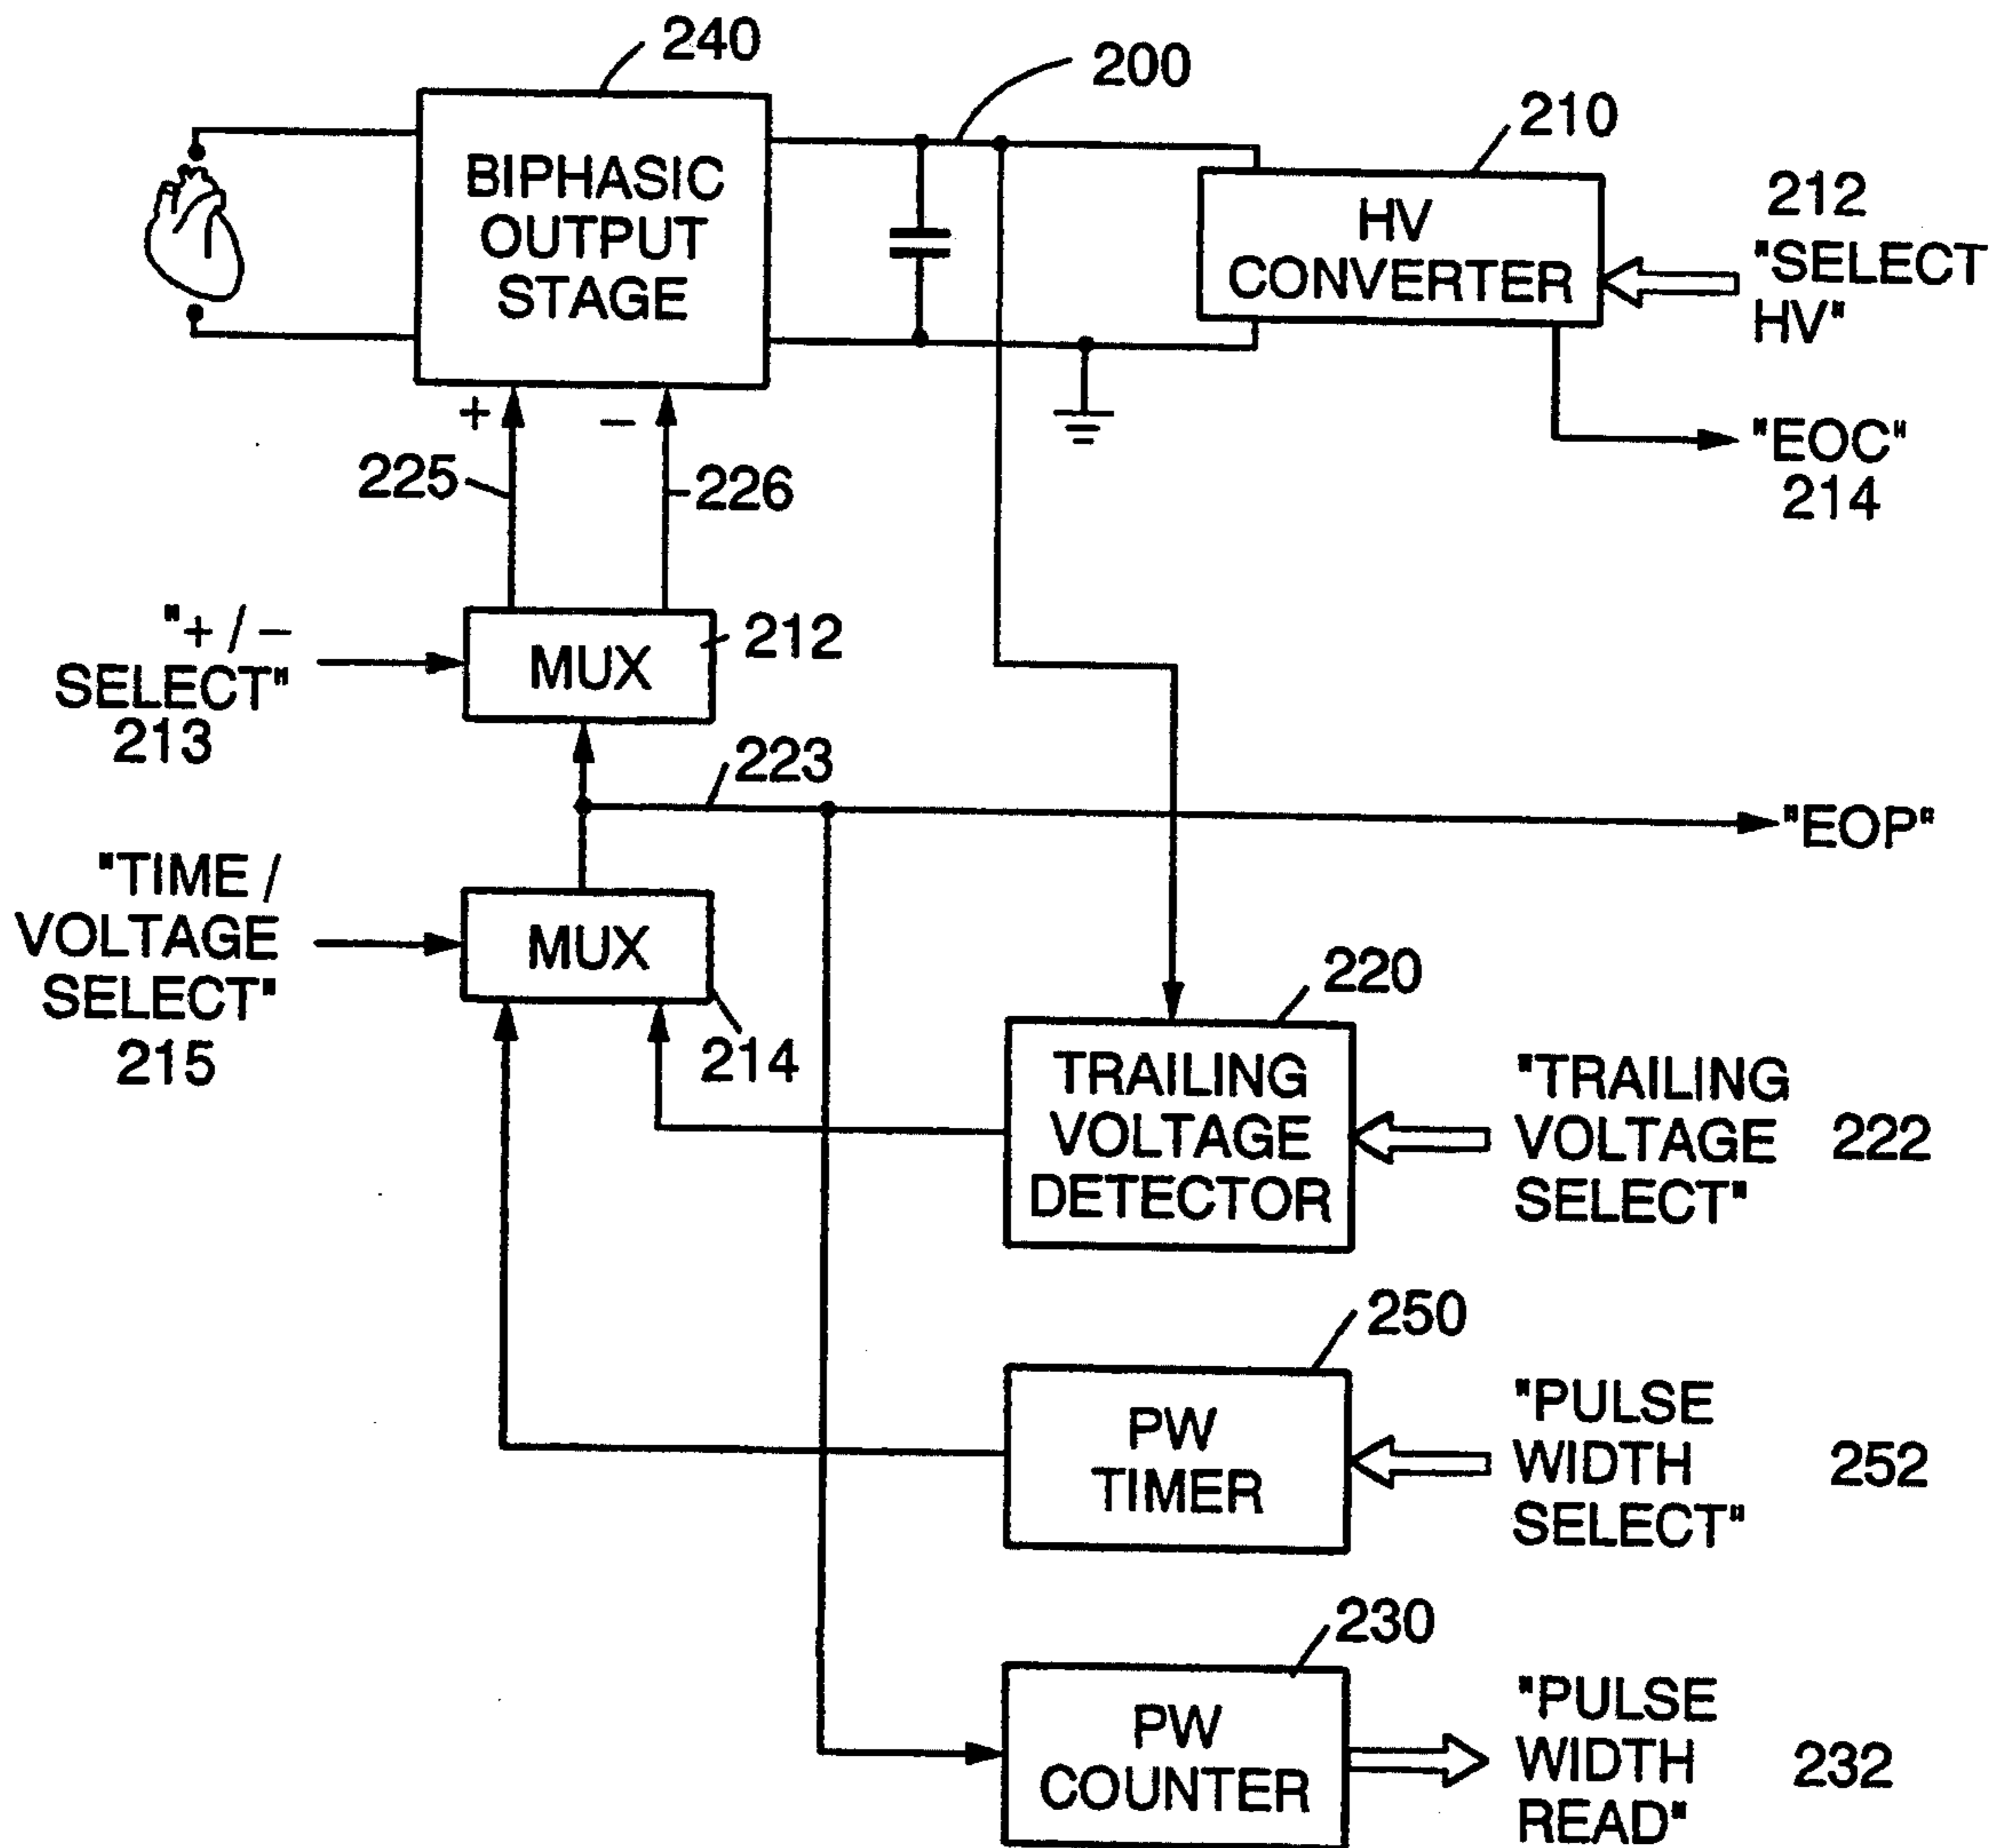 240
200
210
BIPHASIC
OUTPUT
STAGE
HV
CONVERTER
212
"SELECT
HV"
+
−
"EOC"
214
225
226
"+ / −
SELECT"
213
MUX
212
223
"EOP"
"TIME /
VOLTAGE
SELECT"
215
MUX
214
220
TRAILING
VOLTAGE
DETECTOR
"TRAILING
VOLTAGE
SELECT"
222
250
PW
TIMER
"PULSE
WIDTH
SELECT"
252
230
PW
COUNTER
"PULSE
WIDTH
READ"
232